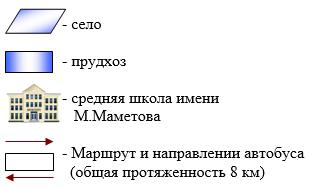 - село
- прудхоз
- средняя школа имени
М.Маметова
- Маршрут и направлении автобуса
(общая протяженность 8 км)